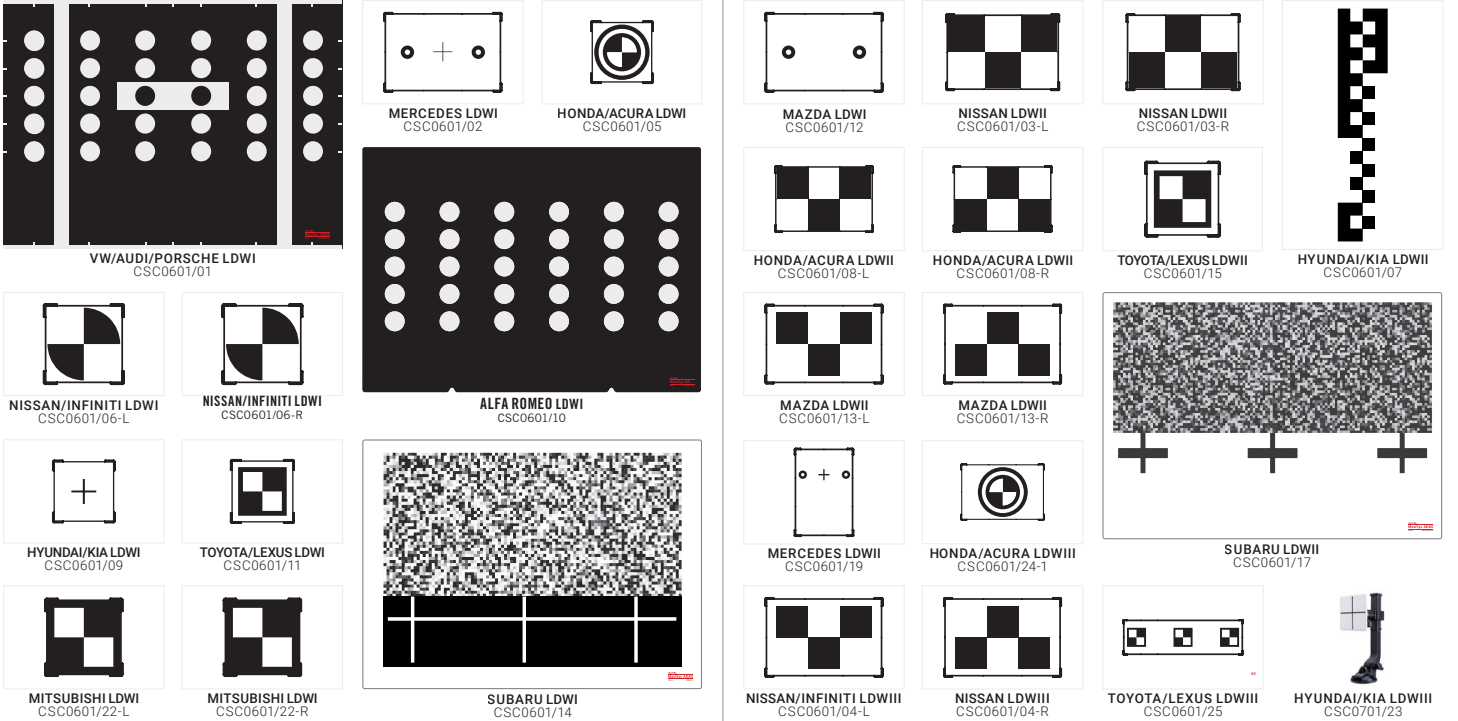 MERCEDES LDWI
CSC0601/02
HONDA/ACURA LDWI
CSC0601/05
VW/AUDI/PORSCHE LDWI
CSC0601/01
NISSAN/INFINITI LDWI
CSC0601/06-L
NISSAN/INFINITI LDWI
CSC0601/06-R
ALFA ROMEO LDWI
CSC0601/10
HYUNDAI/KIA LDWI
CSC0601/09
TOYOTA/LEXUS LDWI
CSC0601/11
MITSUBISHI LDWI
CSC0601/22-L
MITSUBISHI LDWI
CSC0601/22-R
SUBARU LDWI
CSC0601/14
MAZDA LDWI
CSC0601/12
NISSAN LDWII
CSC0601/03-L
NISSAN LDWII
CSC0601/03-R
HONDA/ACURA LDWII
CSC0601/08-L
HONDA/ACURA LDWII
CSC0601/08-R
TOYOTA/LEXUS LDWII
CSC0601/15
HYUNDAI/KIA LDWII
CSC0601/07
MAZDA LDWII
CSC0601/13-L
MAZDA LDWII
CSC0601/13-R
MERCEDES LDWII
CSC0601/19
HONDA/ACURA LDWIII
CSC0601/24-1
SUBARU LDWII
CSC0601/17
NISSAN/INFINITI LDWIII
CSC0601/04-L
NISSAN LDWIII
CSC0601/04-R
TOYOTA/LEXUS LDWIII
CSC0601/25
HYUNDAI/KIA LDWIII
CSC0701/23